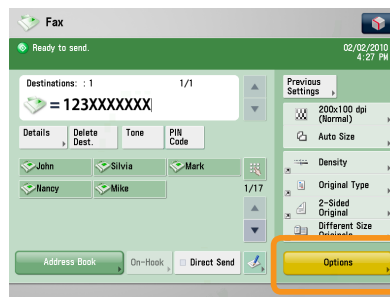 Fax
Ready to send.
02/02/2010
4:27 PM
Destinations: : 1
1/1
= 123XXXXXXX
Previous
Settings
200x100 dpi
(Normal)
Auto Size
Details
Delete
Dest.
Tone
PIN
Code
John
Silvia
Mark
Nancy
Mike
1/17
Density
Original Type
2-Sided
Original
Different Size
Originals
Address Book
On-Hook
Direct Send
Options